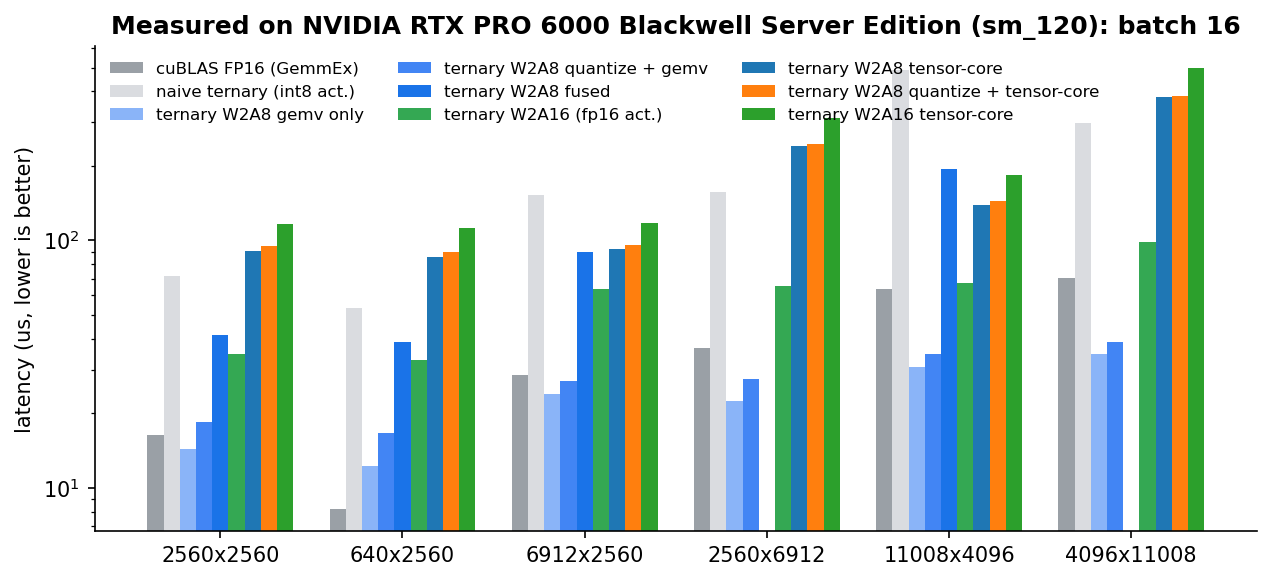 Measured on NVIDIA RTX PRO 6000 Blackwell Server Edition (sm_120): batch 16
cuBLAS FP16 (GemmEx)
naive ternary (int8 act.)
ternary W2A8 gemv only
ternary W2A8 quantize + gemv
ternary W2A8 fused
ternary W2A16 (fp16 act.)
ternary W2A8 tensor-core
ternary W2A8 quantize + tensor-core
ternary W2A16 tensor-core
latency (us, lower is better)
10²
10¹
2560x2560
640x2560
6912x2560
2560x6912
11008x4096
4096x11008